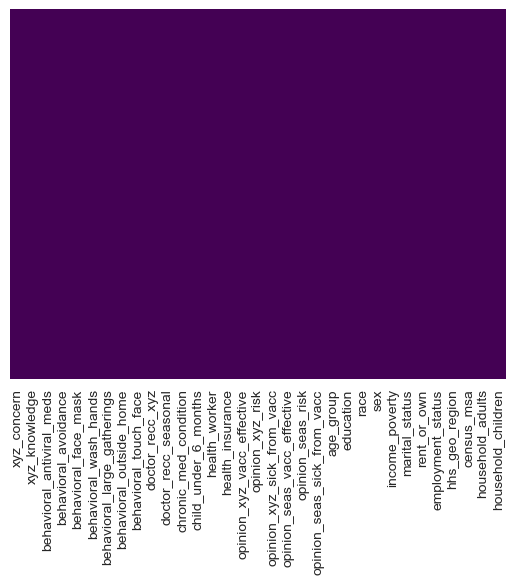 xyz_concern
xyz_knowledge
behavioral_antiviral_meds
behavioral_avoidance
behavioral_face_mask
behavioral_wash_hands
behavioral_large_gatherings
behavioral_outside_home
behavioral_touch_face
doctor_recc_xyz
doctor_recc_seasonal
chronic_med_condition
child_under_6_months
health_worker
health_insurance
opinion_xyz_vacc_effective
opinion_xyz_risk
opinion_xyz_sick_from_vacc
opinion_seas_vacc_effective
opinion_seas_risk
opinion_seas_sick_from_vacc
age_group
education
race
sex
income_poverty
marital_status
rent_or_own
employment_status
hhs_geo_region
census_msa
household_adults
household_children